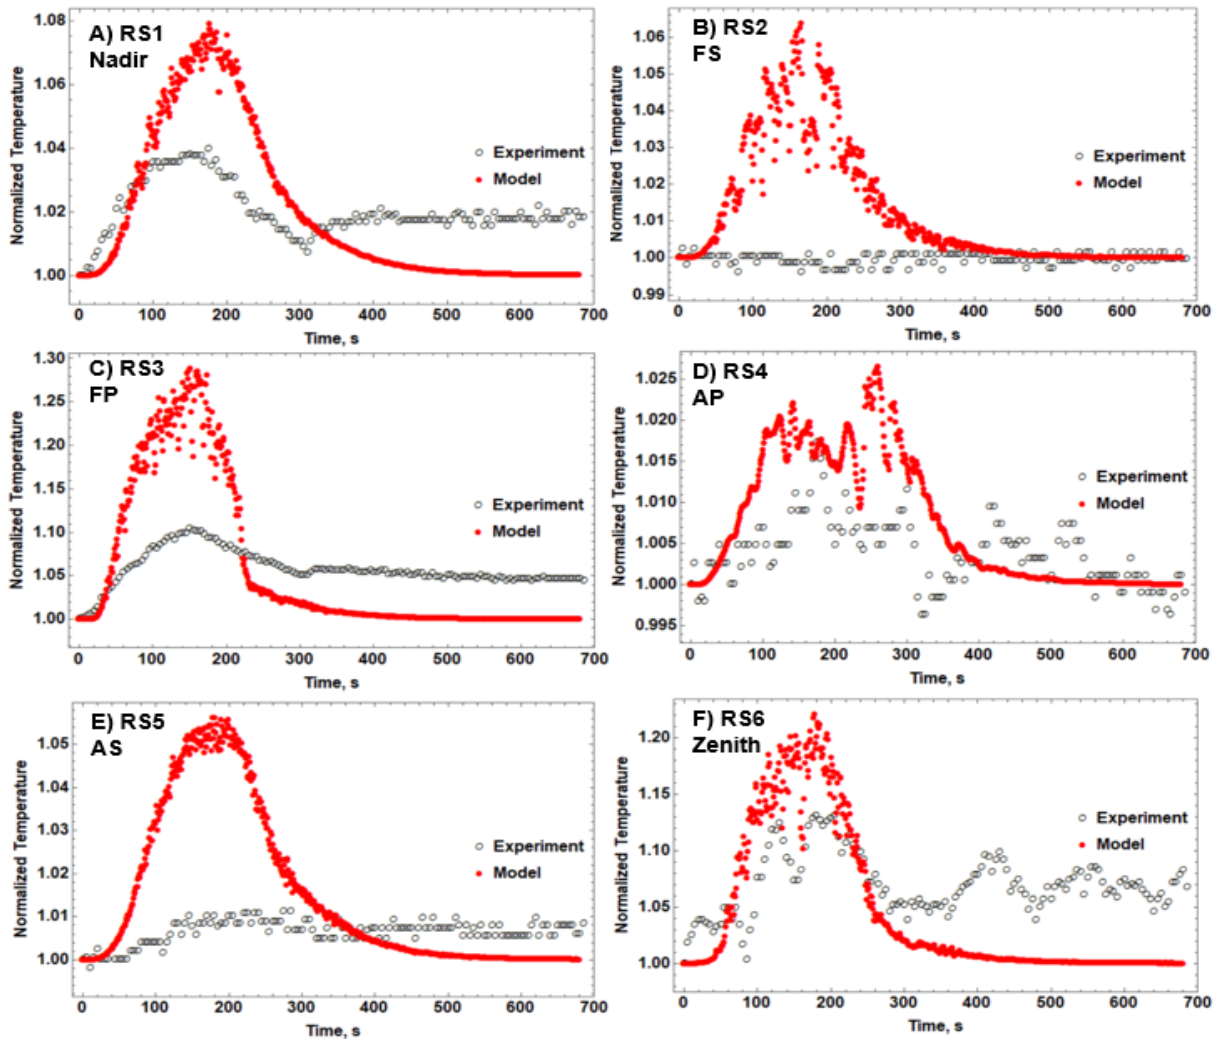 A) RS1
Nadir
1.08
1.06
1.04
1.02
1.00
Normalized Temperature
Experiment
Model
0 100 200 300 400 500 600 700
Time, s
B) RS2
FS
1.06
1.05
1.04
1.03
1.02
1.01
1.00
0.99
Normalized Temperature
Experiment
Model
0 100 200 300 400 500 600 700
Time, s
C) RS3
FP
1.30
1.25
1.20
1.15
1.10
1.05
1.00
Normalized Temperature
Experiment
Model
0 100 200 300 400 500 600 700
Time, s
D) RS4
AP
1.025
1.020
1.015
1.010
1.005
1.000
0.995
Normalized Temperature
Experiment
Model
0 100 200 300 400 500 600 700
Time, s
E) RS5
AS
1.05
1.04
1.03
1.02
1.01
1.00
Normalized Temperature
Experiment
Model
0 100 200 300 400 500 600 700
Time, s
F) RS6
Zenith
1.20
1.15
1.10
1.05
1.00
Normalized Temperature
Experiment
Model
0 100 200 300 400 500 600 700
Time, s